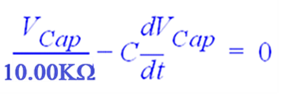 V_Cap / 10.00KΩ − C dV_Cap / dt = 0